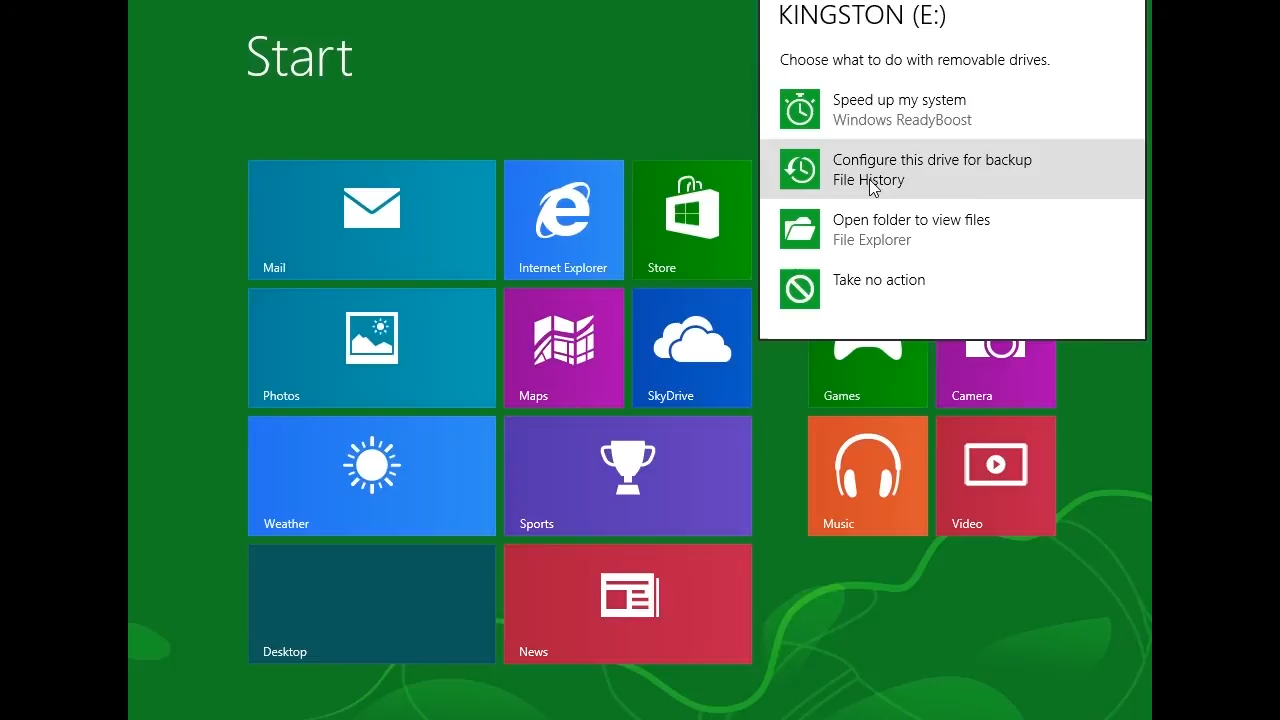 Start
KINGSTON (E:)
Choose what to do with removable drives.
Speed up my system
Windows ReadyBoost
Configure this drive for backup
File History
Open folder to view files
File Explorer
Take no action
Mail
Internet Explorer
Store
Photos
Maps
SkyDrive
Games
Camera
Weather
Sports
Music
Video
Desktop
News